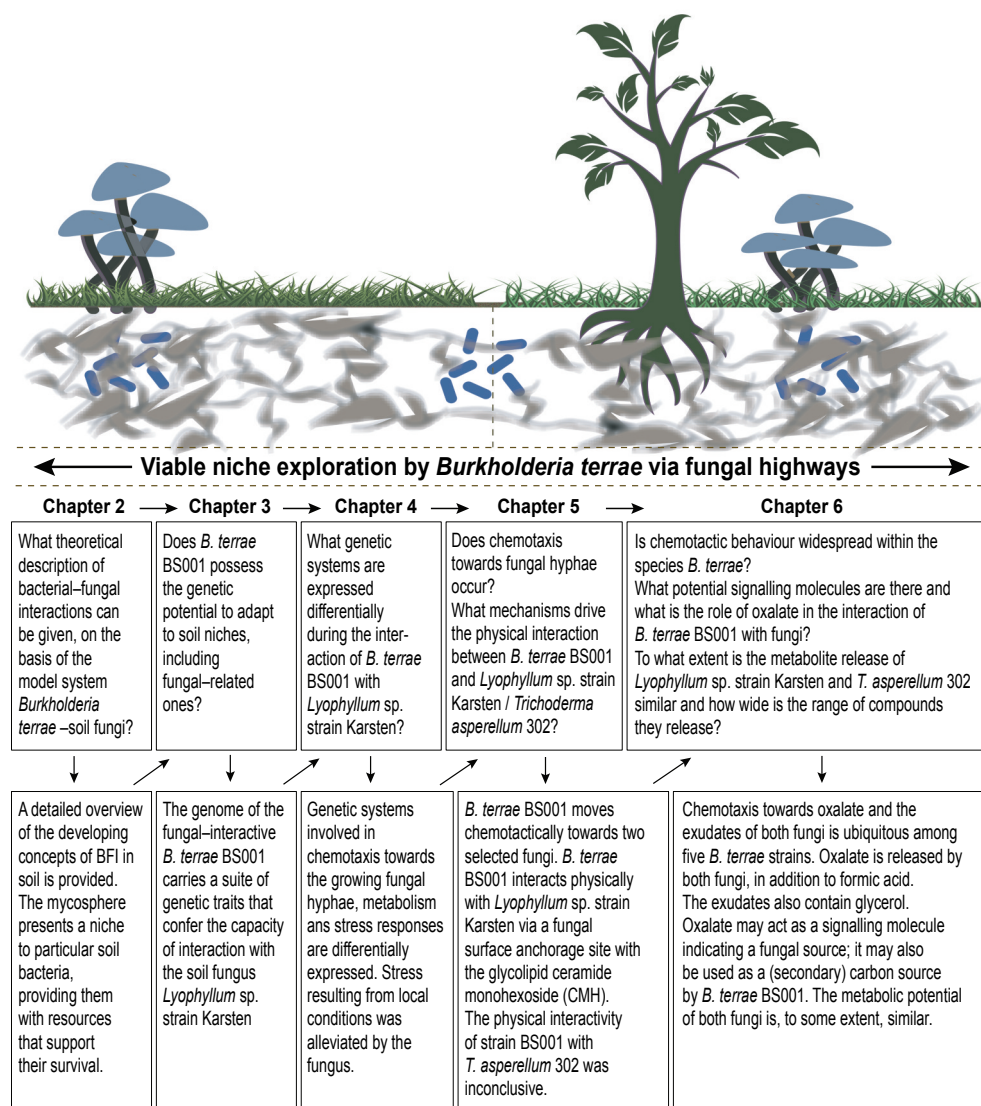 Viable niche exploration by Burkholderia terrae via fungal highways
Chapter 2
Chapter 3
Chapter 4
Chapter 5
Chapter 6
What theoretical
description of
bacterial–fungal
interactions can
be given, on the
basis of the
model system
Burkholderia
terrae –soil fungi?
Does B. terrae
BS001 possess
the genetic
potential to adapt
to soil niches,
including
fungal–related
ones?
What genetic
systems are
expressed
differentially
during the inter-
action of B. terrae
BS001 with
Lyophyllum sp.
strain Karsten?
Does chemotaxis
towards fungal hyphae
occur?
What mechanisms drive
the physical interaction
between B. terrae BS001
and Lyophyllum sp. strain
Karsten / Trichoderma
asperellum 302?
Is chemotactic behaviour widespread within the
species B. terrae?
What potential signalling molecules are there and
what is the role of oxalate in the interaction of
B. terrae BS001 with fungi?
To what extent is the metabolite release of
Lyophyllum sp. strain Karsten and T. asperellum 302
similar and how wide is the range of compounds
they release?
A detailed overview
of the developing
concepts of BFI in
soil is provided.
The mycosphere
presents a niche
to particular soil
bacteria,
providing them
with resources
that support
their survival.
The genome of the
fungal–interactive
B. terrae BS001
carries a suite of
genetic traits that
confer the capacity
of interaction with
the soil fungus
Lyophyllum sp.
strain Karsten
Genetic systems
involved in
chemotaxis towards
the growing fungal
hyphae, metabolism
ans stress responses
are differentially
expressed. Stress
resulting from local
conditions was
alleviated by the
fungus.
B. terrae BS001 moves
chemotactically towards two
selected fungi. B. terrae
BS001 interacts physically
with Lyophyllum sp. strain
Karsten via a fungal
surface anchorage site with
the glycolipid ceramide
monohexoside (CMH).
The physical interactivity
of strain BS001 with
T. asperellum 302 was
inconclusive.
Chemotaxis towards oxalate and the
exudates of both fungi is ubiquitous among
five B. terrae strains. Oxalate is released by
both fungi, in addition to formic acid.
The exudates also contain glycerol.
Oxalate may act as a signalling molecule
indicating a fungal source; it may also
be used as a (secondary) carbon source
by B. terrae BS001. The metabolic potential
of both fungi is, to some extent, similar.